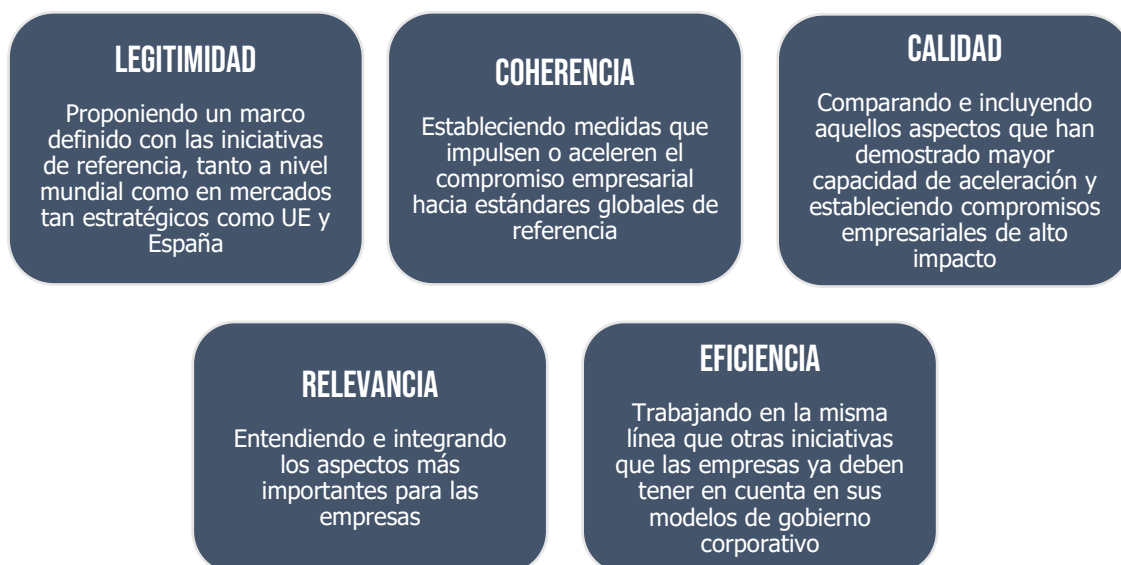 LEGITIMIDAD
Proponiendo un marco
definido con las iniciativas
de referencia, tanto a nivel
mundial como en mercados
tan estratégicos como UE y
España
COHERENCIA
Estableciendo medidas que
impulsen o aceleren el
compromiso empresarial
hacia estándares globales de
referencia
CALIDAD
Comparando e incluyendo
aquellos aspectos que han
demostrado mayor
capacidad de aceleración y
estableciendo compromisos
empresariales de alto
impacto
RELEVANCIA
Entendiendo e integrando
los aspectos más
importantes para las
empresas
EFICIENCIA
Trabajando en la misma
línea que otras iniciativas
que las empresas ya deben
tener en cuenta en sus
modelos de gobierno
corporativo